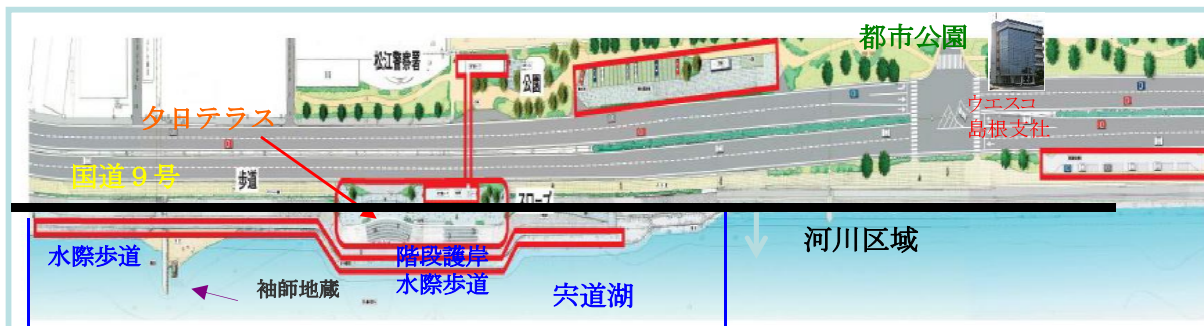 都市公園
松江警察署
公園
夕日テラス
ウエスコ
島根支社
国道９号
歩道
スロープ
水際歩道
階段護岸
水際歩道
河川区域
袖師地蔵
宍道湖